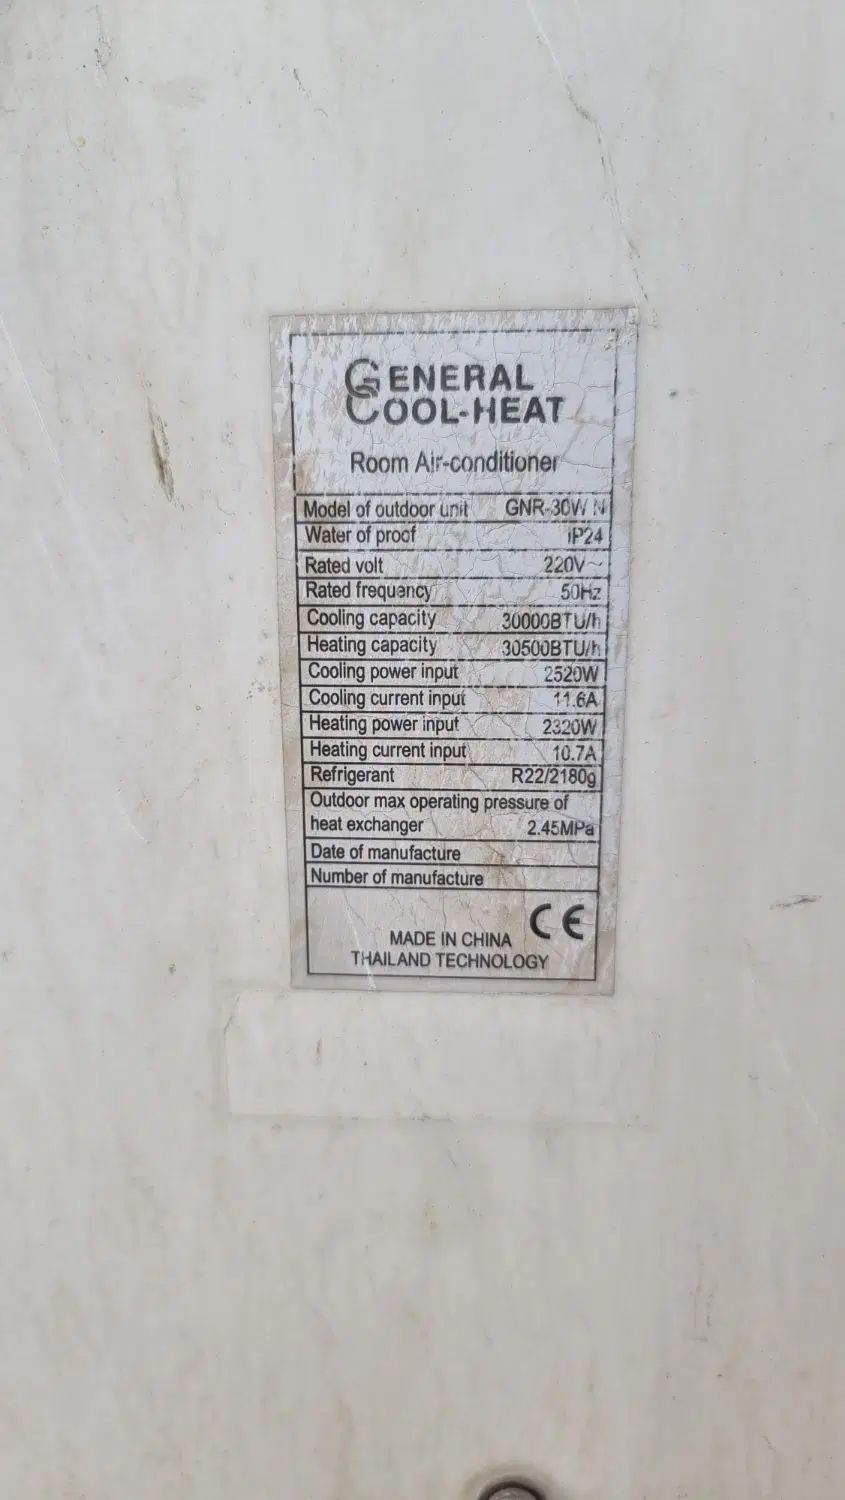 GENERAL
COOL-HEAT
Room Air-conditioner
Model of outdoor unit
Water of proof IP24
Rated volt 220V~
Rated frequency 50Hz
Cooling capacity 30000BTU/h
Heating capacity 30500BTU/h
Cooling power input 2520W
Cooling current input 11.6A
Heating power input 2320W
Heating current input 10.7A
Refrigerant R22/2180g
Outdoor max operating pressure of
heat exchanger 2.45MPa
Date of manufacture
Number of manufacture
CE
MADE IN CHINA
THAILAND TECHNOLOGY